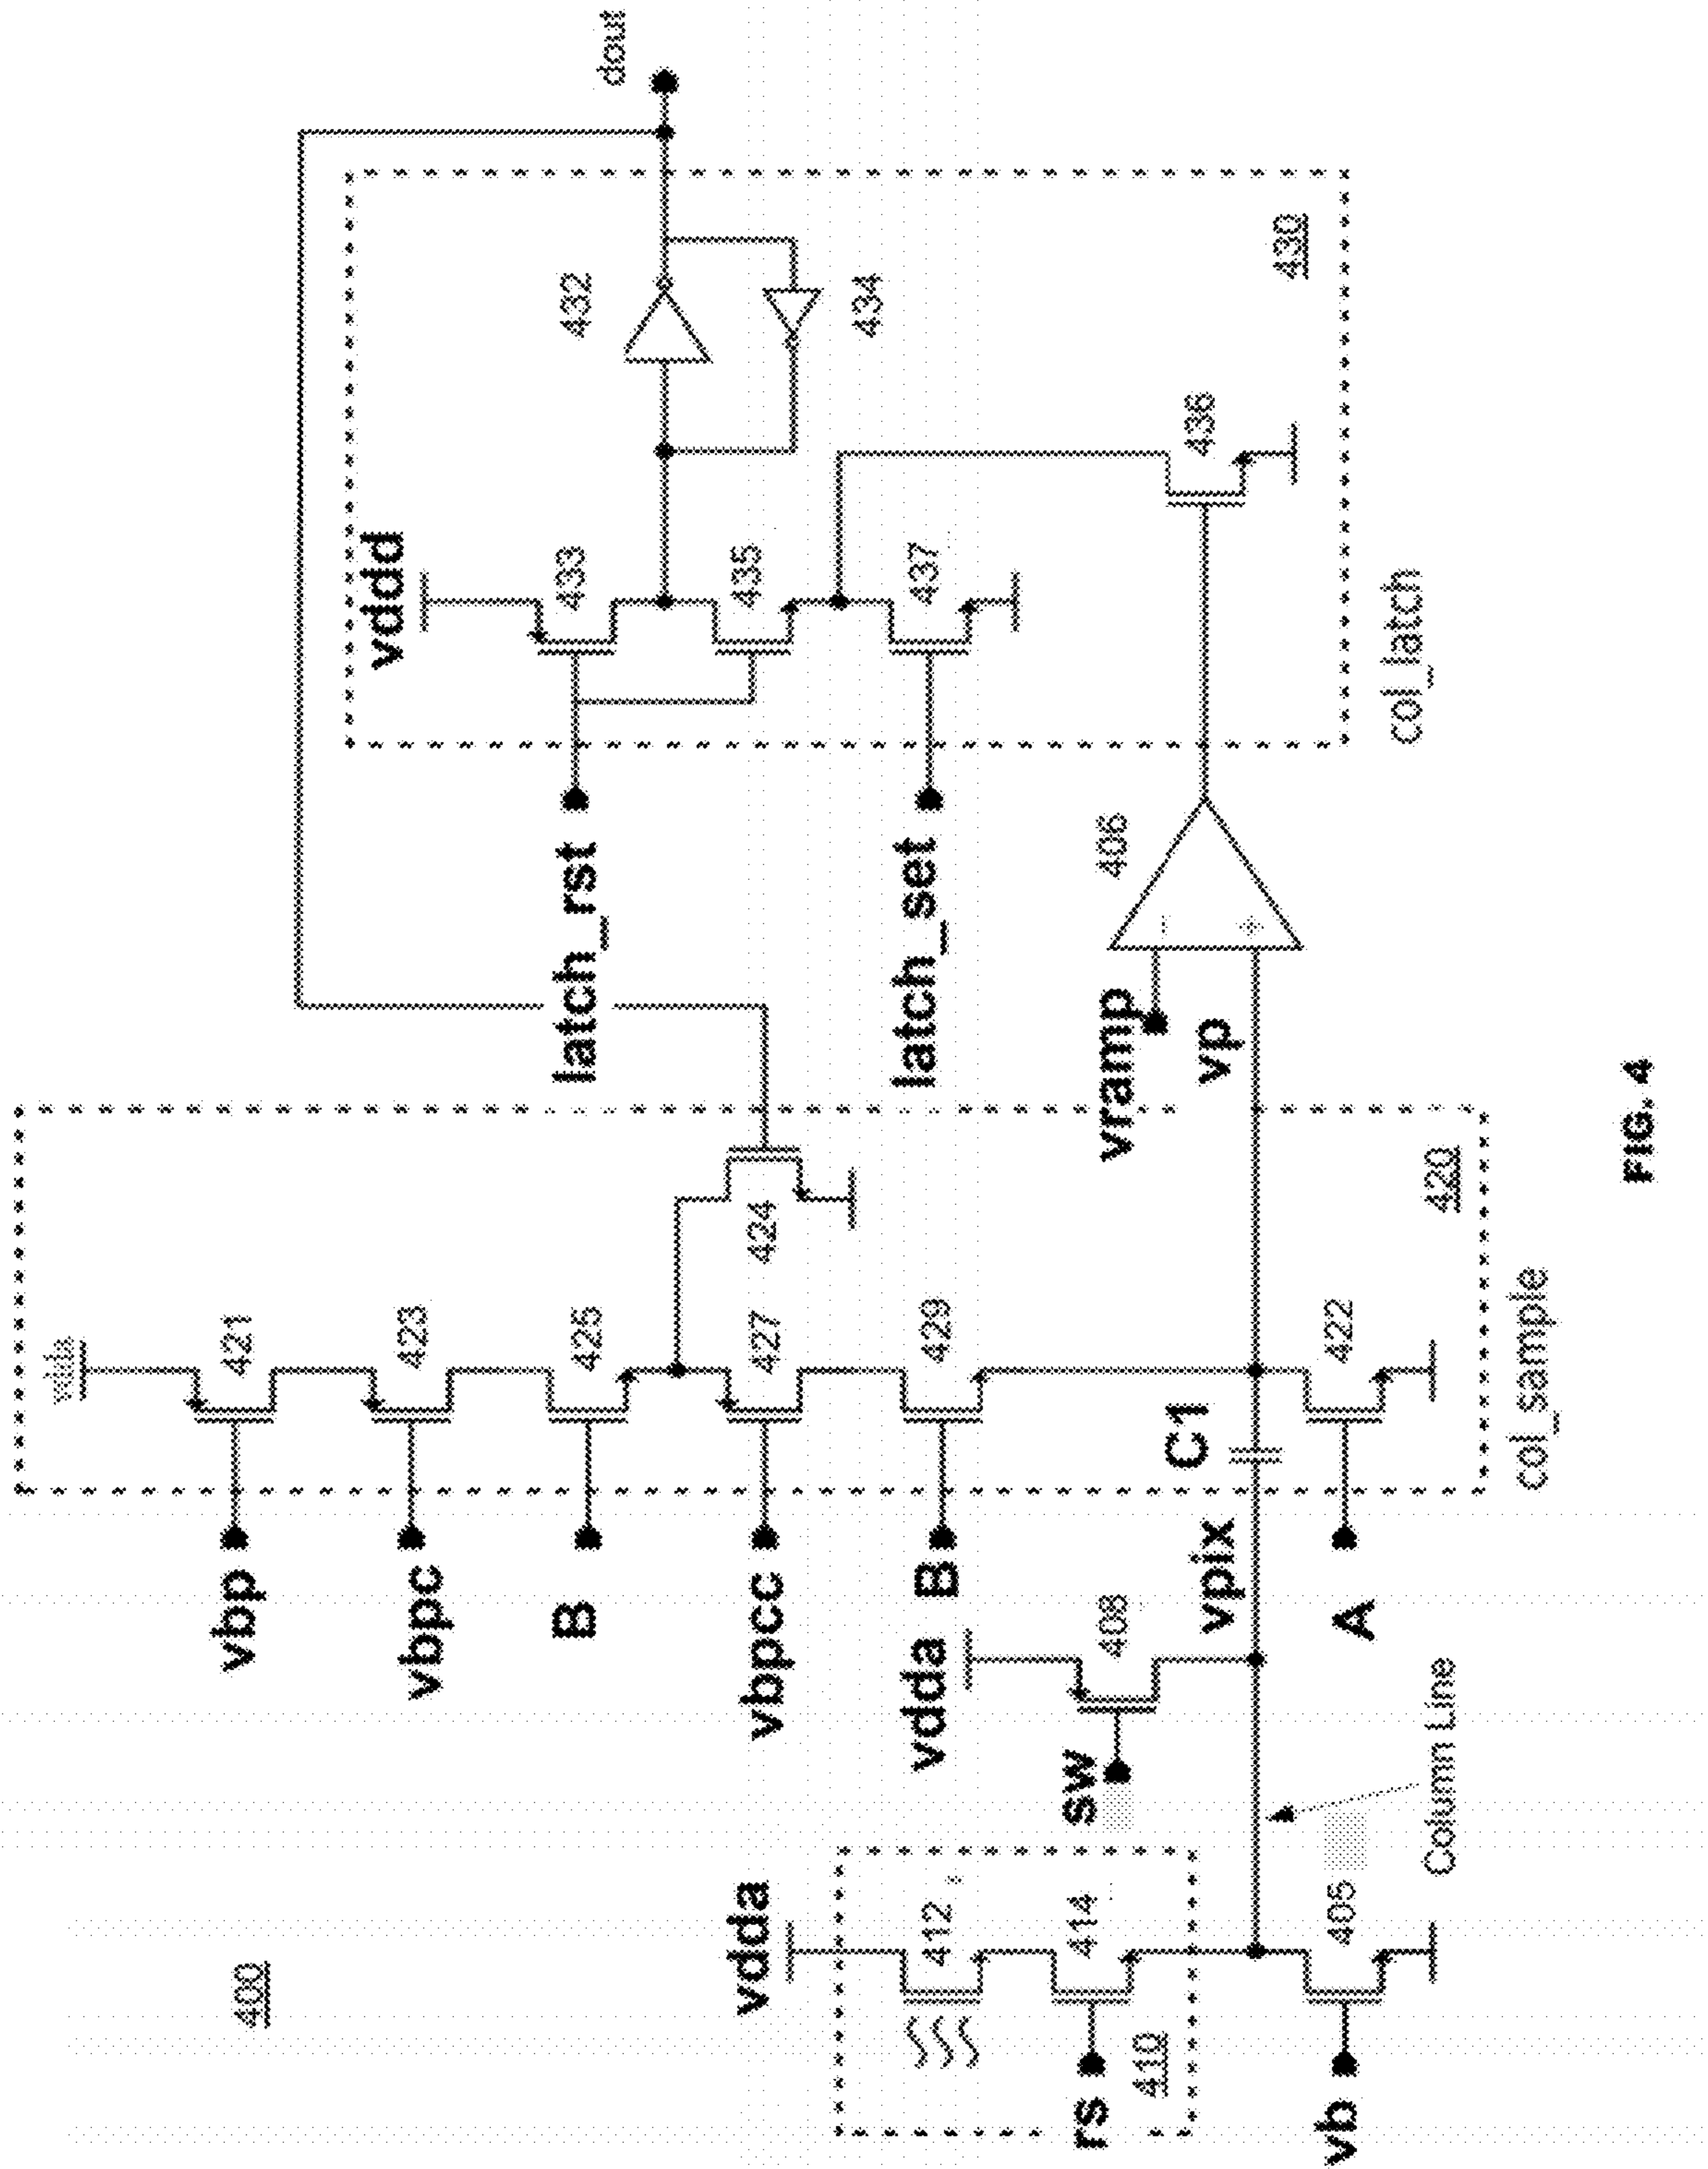 400
vdda
412
414
rs
410
vb
405
Column Line
sw
408
vdda
vpix
C1
vdda
vbp
421
vbpc
423
B
425
vbpcc
427
424
B
429
A
422
420
col_sample
vramp
vp
406
latch_rst
latch_set
vddd
433
435
437
432
434
436
430
col_latch
dout
FIG. 4